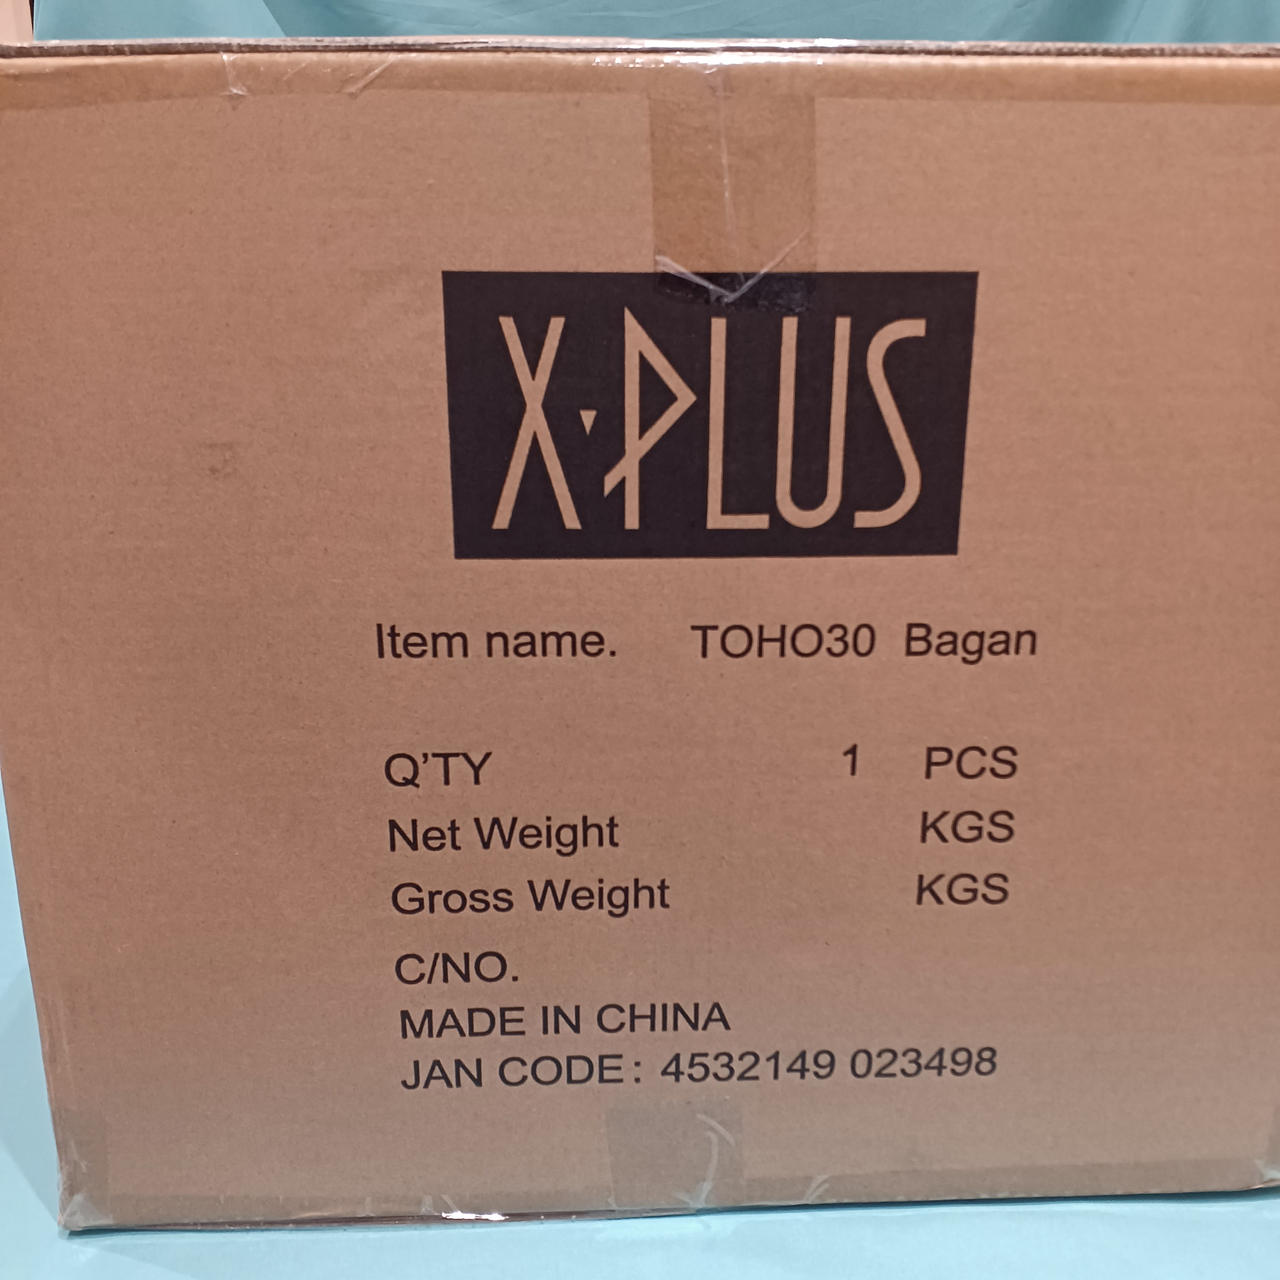 X·PLUS
Item name. TOHO30 Bagan
Q'TY 1 PCS
Net Weight KGS
Gross Weight KGS
C/NO.
MADE IN CHINA
JAN CODE: 4532149 023498